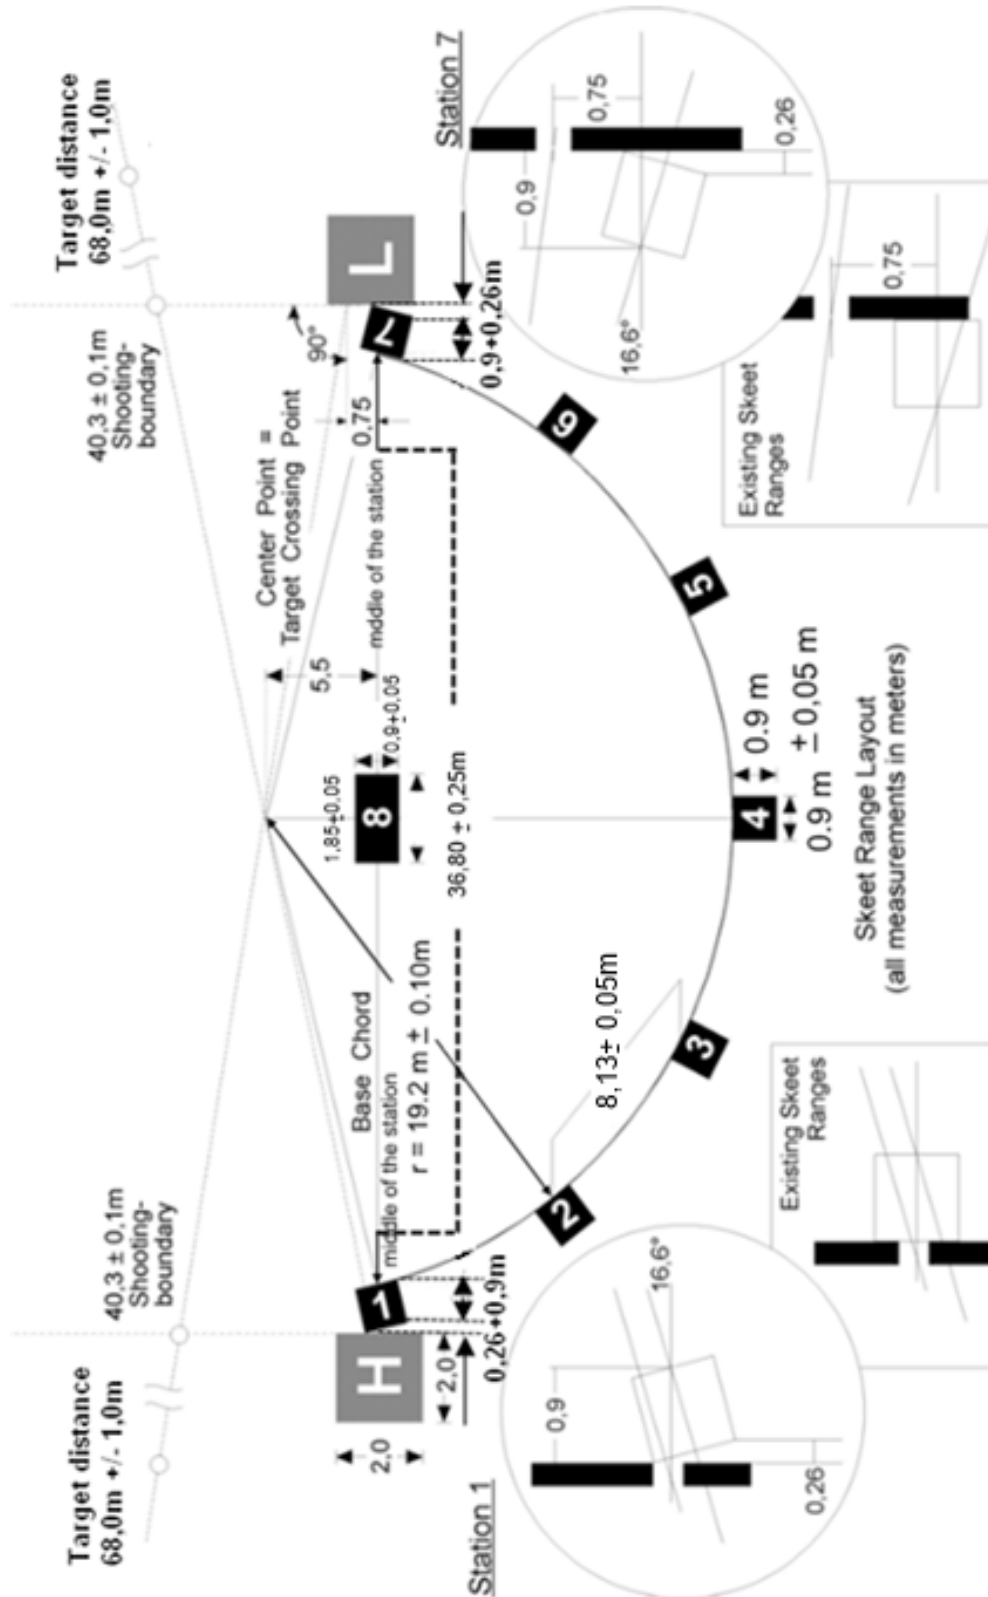 Target distance
68,0m +/- 1,0m
40,3 ± 0,1m
Shooting-
boundary
Target distance
68,0m +/- 1,0m
40,3 ± 0,1m
Shooting-
boundary
Center Point =
Target Crossing Point
90°
5,5
0,75
H
L
2,0
2,0
1
2
3
4
5
6
7
8
1,85±0.05
0,9±0,05
Base Chord
middle of the station
mddle of the station
r = 19.2 m ± 0.10m
36,80 ± 0,25m
0,26+0,9m
0,9+0,26m
8,13± 0,05m
0.9 m
0.9 m ± 0,05 m
Skeet Range Layout
(all measurements in meters)
Station 1
0,9
16,6°
0,26
Existing Skeet
Ranges
Station 7
0,75
0,9
0,26
16,6°
Existing Skeet
Ranges
0,75